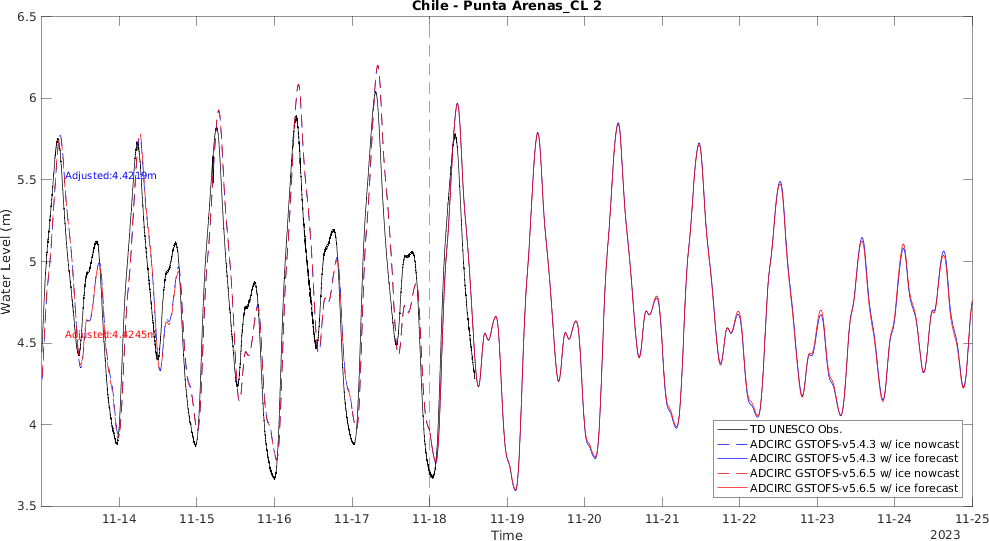 Chile - Punta Arenas_CL 2
6.5
6
5.5
5
4.5
4
3.5
Water Level (m)
Adjusted:4.4219m
Adjusted:4.4245m
TD UNESCO Obs.
ADCIRC GSTOFS-v5.4.3 w/ ice nowcast
ADCIRC GSTOFS-v5.4.3 w/ ice forecast
ADCIRC GSTOFS-v5.6.5 w/ ice nowcast
ADCIRC GSTOFS-v5.6.5 w/ ice forecast
11-14 11-15 11-16 11-17 11-18 11-19 11-20 11-21 11-22 11-23 11-24 11-25
Time
2023